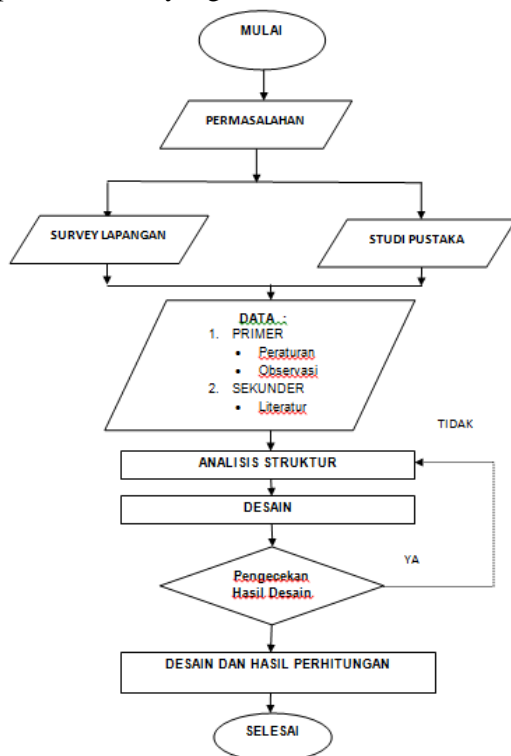 MULAI
PERMASALAHAN
SURVEY LAPANGAN
STUDI PUSTAKA
DATA :
1. PRIMER
• Peraturan
• Observasi
2. SEKUNDER
• Literatur
TIDAK
ANALISIS STRUKTUR
DESAIN
YA
Pengecekan
Hasil Desain
DESAIN DAN HASIL PERHITUNGAN
SELESAI